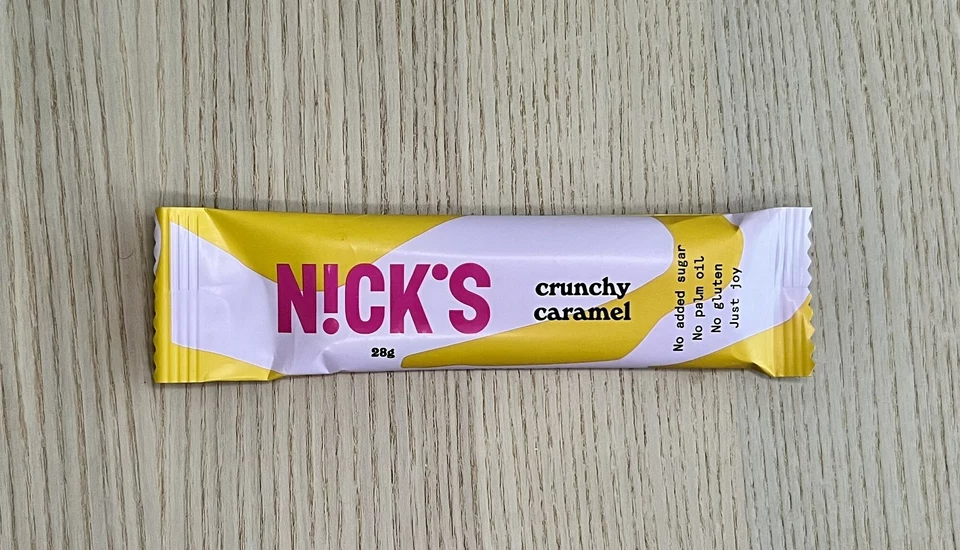 N!CK'S
crunchy
caramel
28g
No added sugar
No palm oil
No gluten
Just joy